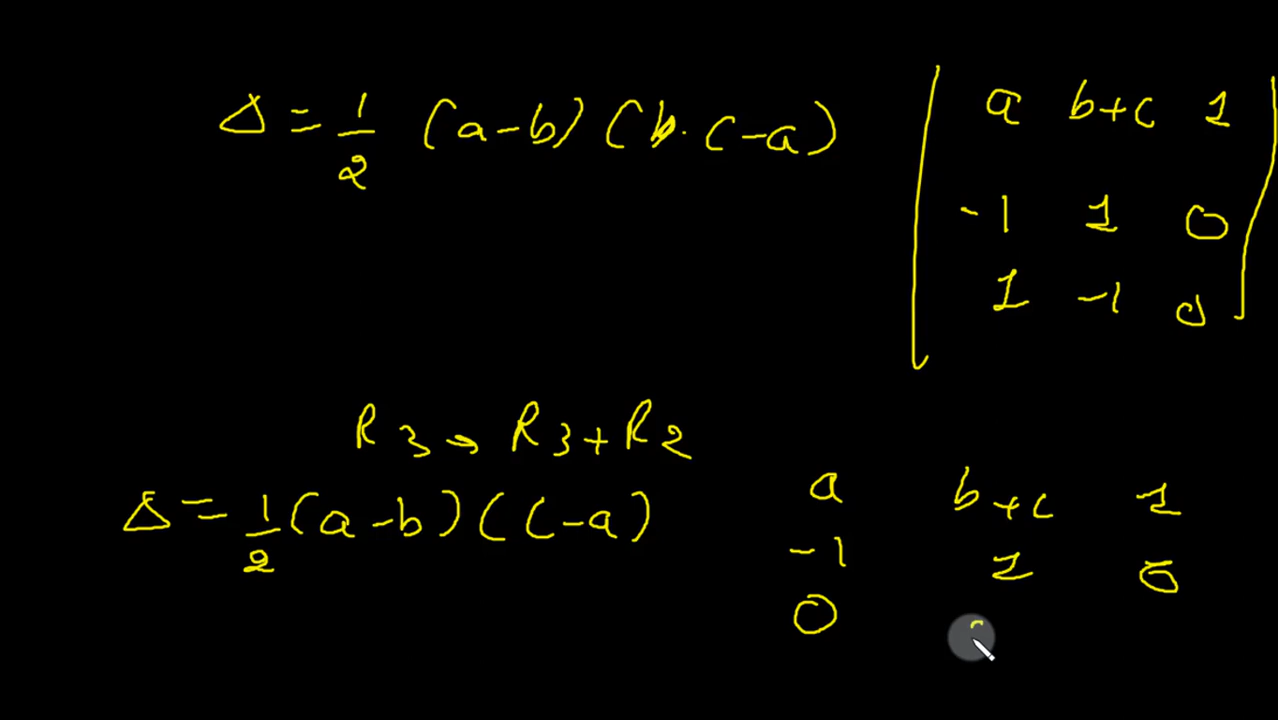 Δ = 1/2 (a-b) (b. c-a) | a b+c 1 |
-1 1 0
1 -1 0
R3 → R3+R2
Δ = 1/2 (a-b) (c-a) a b+c 1
-1 1 0
0